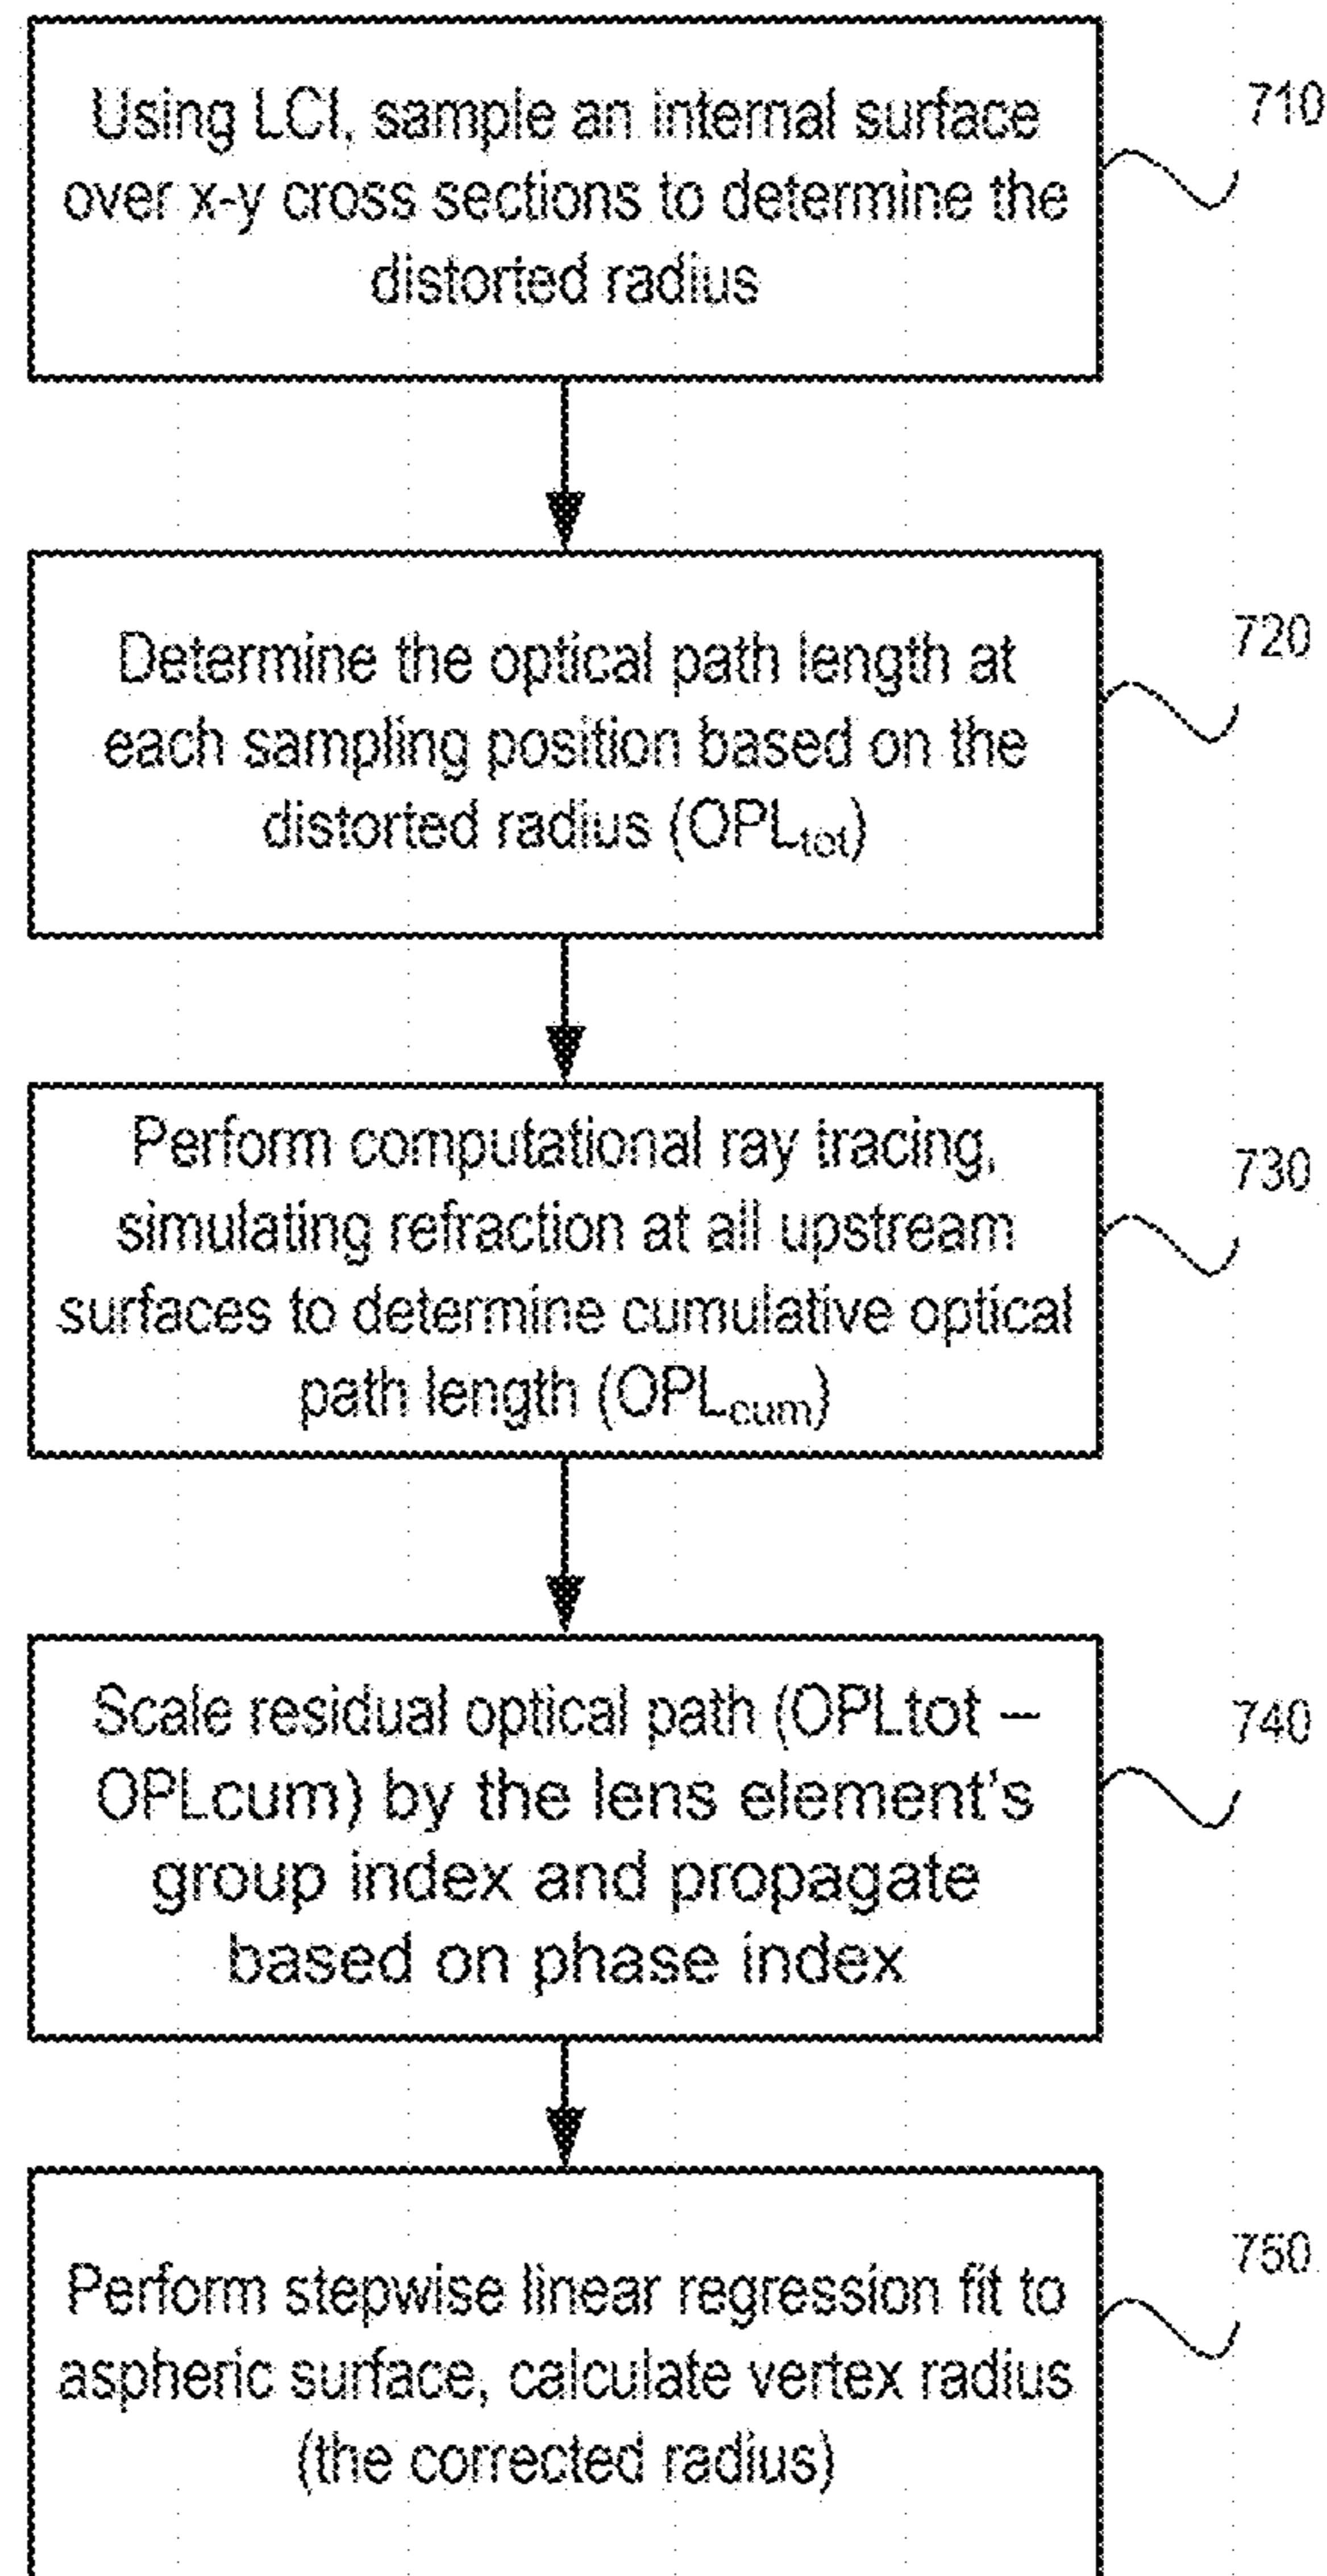 Using LCI, sample an internal surface
over x-y cross sections to determine the
distorted radius
710
Determine the optical path length at
each sampling position based on the
distorted radius (OPLtot)
720
Perform computational ray tracing,
simulating refraction at all upstream
surfaces to determine cumulative optical
path length (OPLcum)
730
Scale residual optical path (OPLtot –
OPLcum) by the lens element's
group index and propagate
based on phase index
740
Perform stepwise linear regression fit to
aspheric surface, calculate vertex radius
(the corrected radius)
750